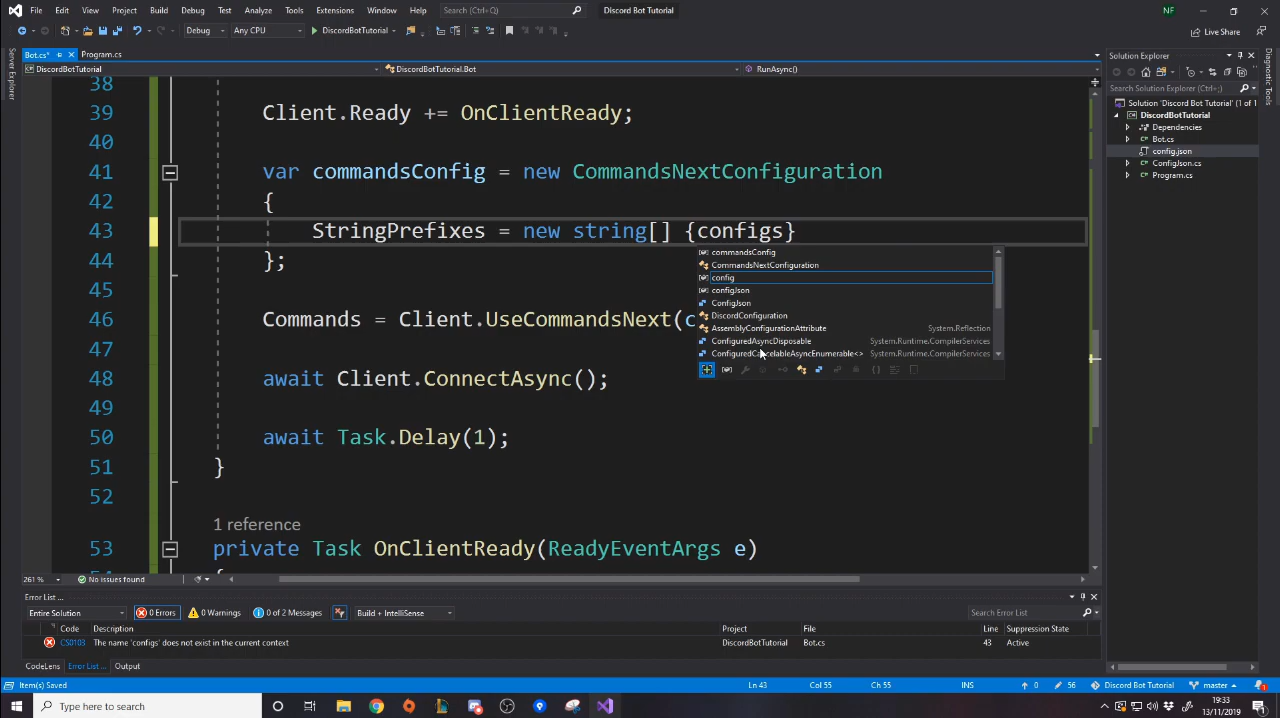 File Edit View Project Build Debug Test Analyze Tools Extensions Window Help Search (Ctrl+Q) Discord Bot Tutorial NF
Debug Any CPU DiscordBotTutorial Live Share
Bot.cs* Program.cs
DiscordBotTutorial DiscordBotTutorial.Bot RunAsync()
Server Explorer
38
39 Client.Ready += OnClientReady;
40
41 var commandsConfig = new CommandsNextConfiguration
42 {
43 StringPrefixes = new string[] {configs}
44 };
45
46 Commands = Client.UseCommandsNext(c
47
48 await Client.ConnectAsync();
49
50 await Task.Delay(1);
51 }
52
1 reference
53 private Task OnClientReady(ReadyEventArgs e)
commandsConfig
CommandsNextConfiguration
config
configJson
ConfigJson
DiscordConfiguration
AssemblyConfigurationAttribute System.Reflection
ConfiguredAsyncDisposable System.Runtime.CompilerServices
ConfiguredCancelableAsyncEnumerable<> System.Runtime.CompilerServices
Solution Explorer
Search Solution Explorer (Ctrl+;)
Solution 'Discord Bot Tutorial' (1 of 1
DiscordBotTutorial
Dependencies
Bot.cs
config.json
ConfigJson.cs
Program.cs
Diagnostic Tools
261 % No issues found
Error List ...
Entire Solution 0 Errors 0 Warnings 0 of 2 Messages Build + IntelliSense Search Error List
Code Description Project File Line Suppression State
CS0103 The name 'configs' does not exist in the current context DiscordBotTutorial Bot.cs 43 Active
CodeLens Error List ... Output
Item(s) Saved Ln 43 Col 55 Ch 55 INS 0 56 Discord Bot Tutorial master 1
Type here to search 19:33
13/11/2019